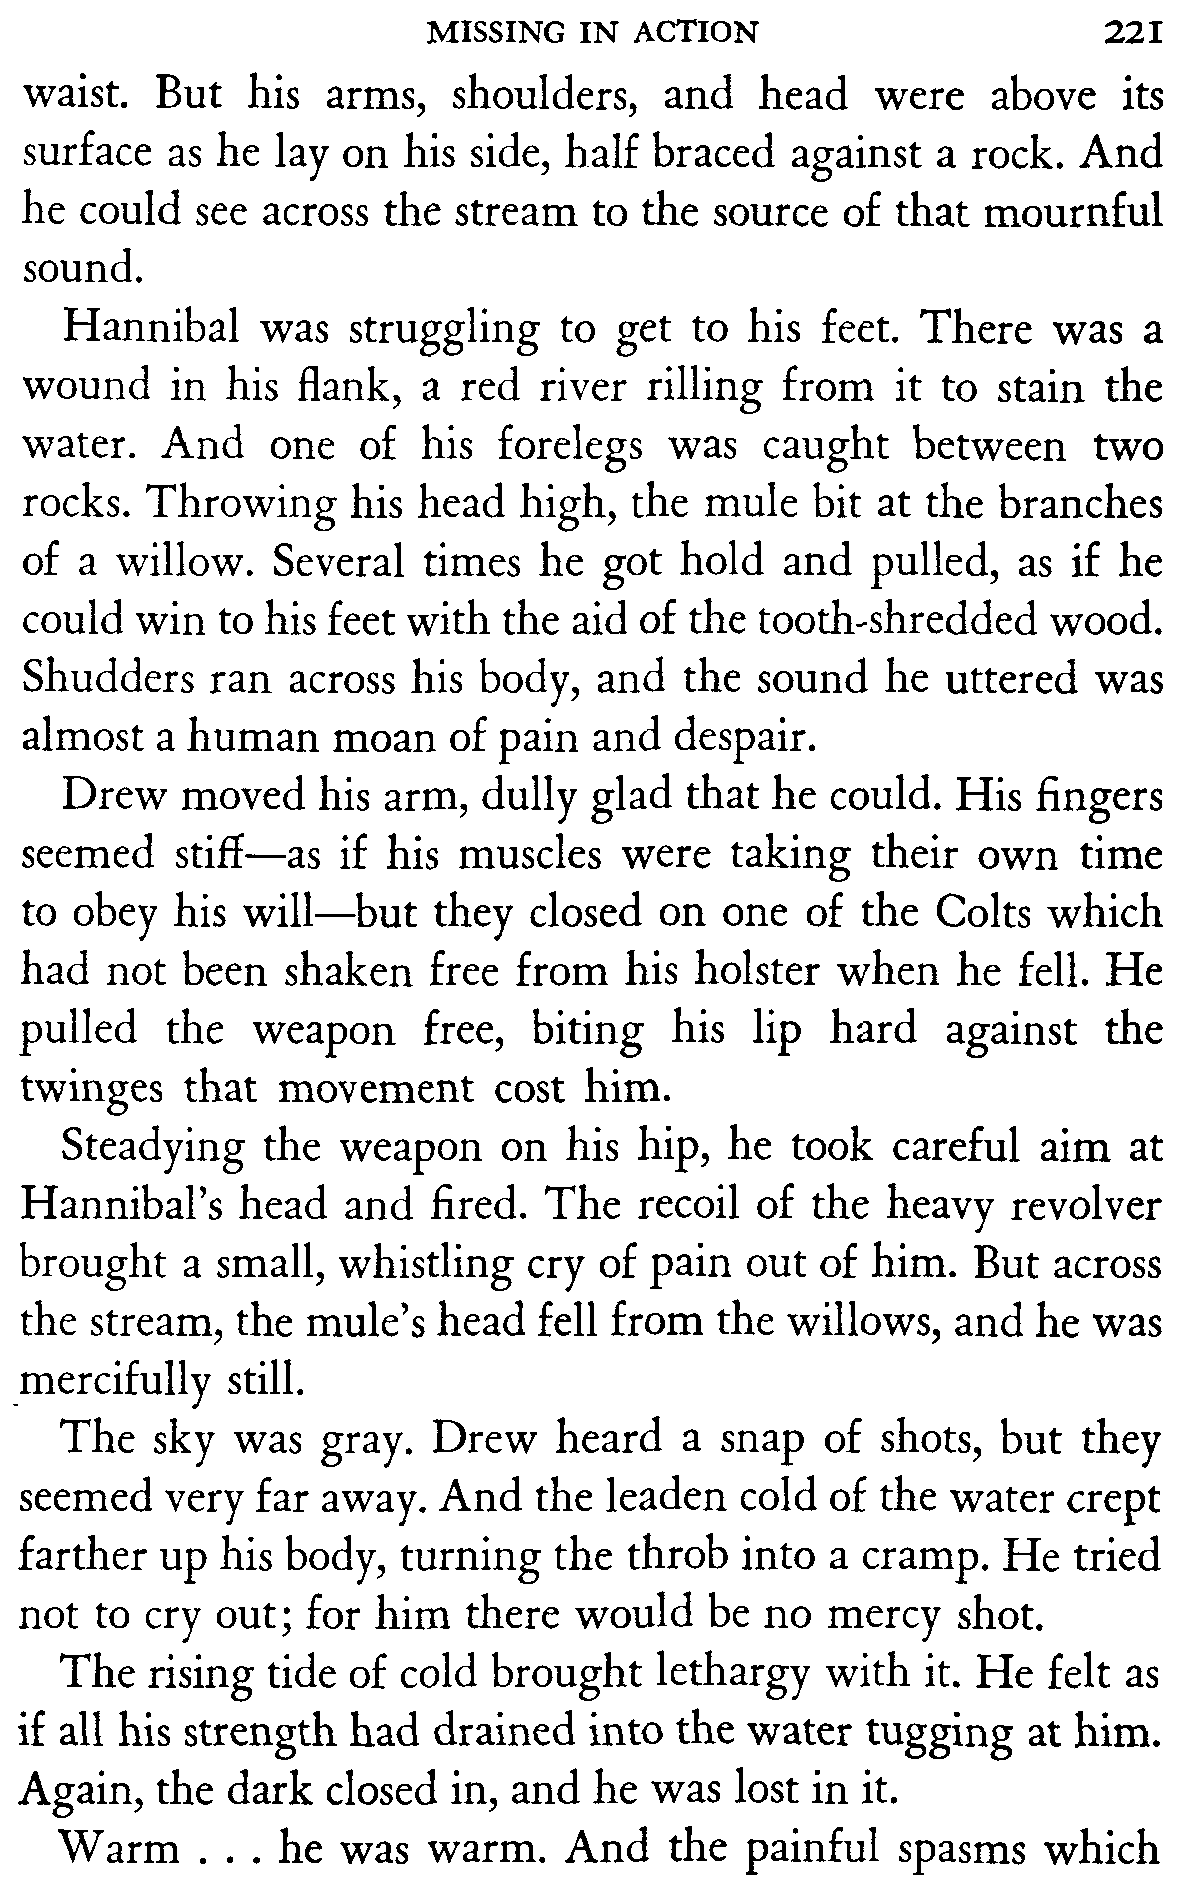 MISSING IN ACTION 221
waist. But his arms, shoulders, and head were above its
surface as he lay on his side, half braced against a rock. And
he could see across the stream to the source of that mournful
sound.
Hannibal was struggling to get to his feet. There was a
wound in his flank, a red river rilling from it to stain the
water. And one of his forelegs was caught between two
rocks. Throwing his head high, the mule bit at the branches
of a willow. Several times he got hold and pulled, as if he
could win to his feet with the aid of the tooth-shredded wood.
Shudders ran across his body, and the sound he uttered was
almost a human moan of pain and despair.
Drew moved his arm, dully glad that he could. His fingers
seemed stiff—as if his muscles were taking their own time
to obey his will—but they closed on one of the Colts which
had not been shaken free from his holster when he fell. He
pulled the weapon free, biting his lip hard against the
twinges that movement cost him.
Steadying the weapon on his hip, he took careful aim at
Hannibal's head and fired. The recoil of the heavy revolver
brought a small, whistling cry of pain out of him. But across
the stream, the mule's head fell from the willows, and he was
mercifully still.
The sky was gray. Drew heard a snap of shots, but they
seemed very far away. And the leaden cold of the water crept
farther up his body, turning the throb into a cramp. He tried
not to cry out; for him there would be no mercy shot.
The rising tide of cold brought lethargy with it. He felt as
if all his strength had drained into the water tugging at him.
Again, the dark closed in, and he was lost in it.
Warm . . . he was warm. And the painful spasms which